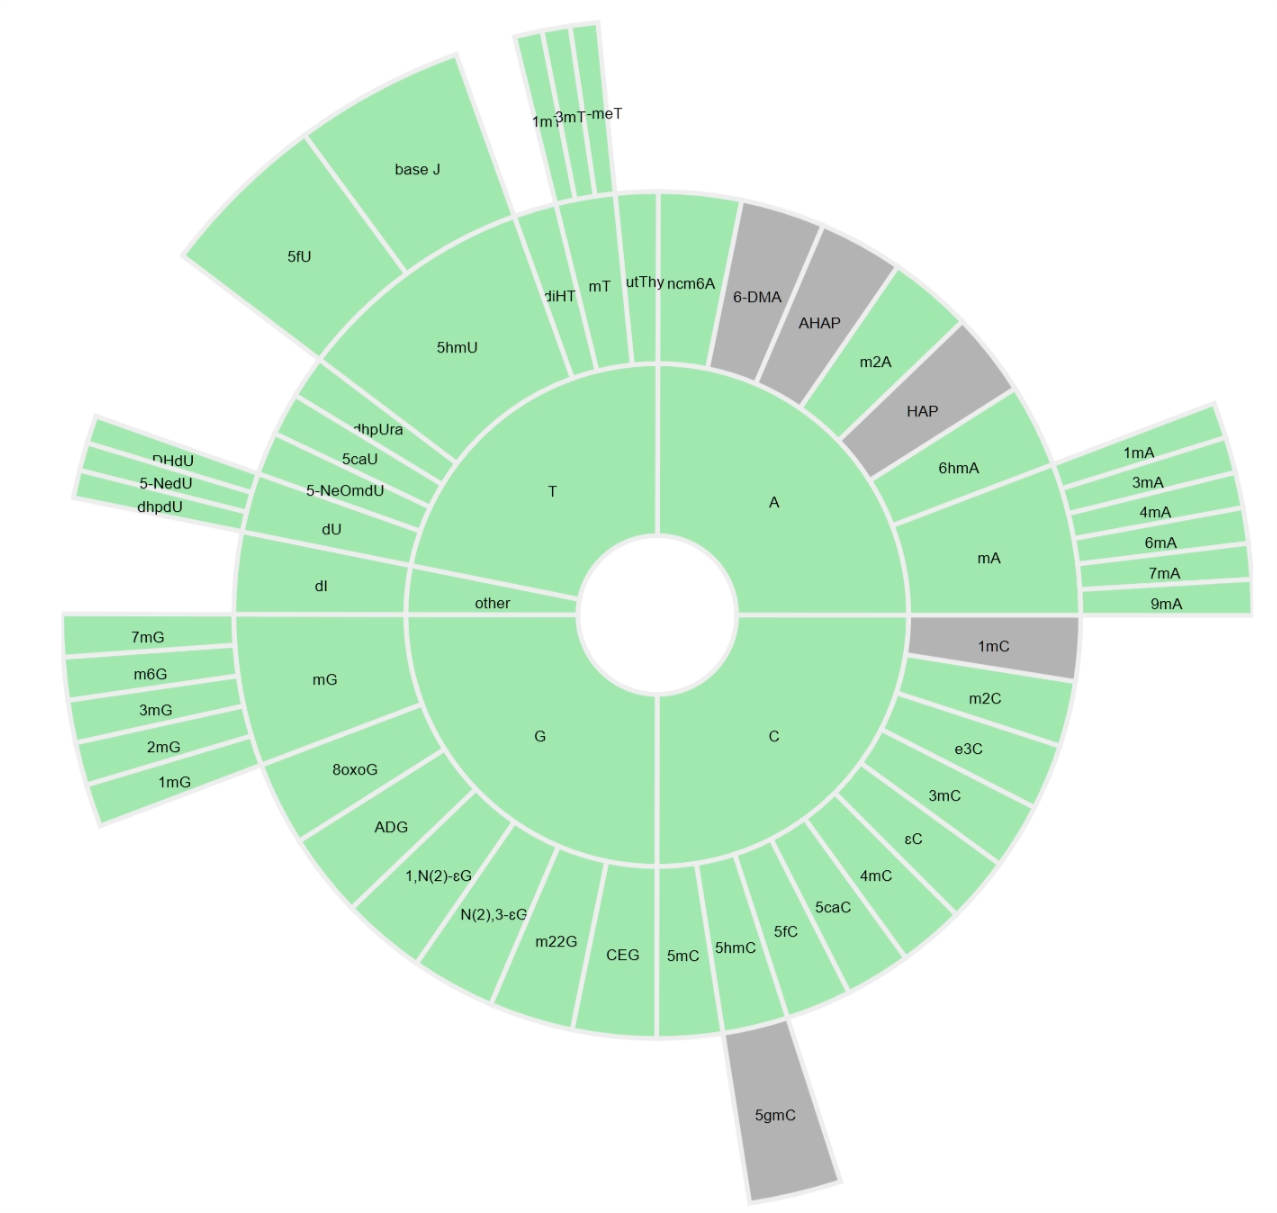 1mT
3mT
-meT
base J
5fU
diHT
mT
utThy
ncm6A
6-DMA
AHAP
m2A
HAP
6hmA
mA
1mA
3mA
4mA
6mA
7mA
9mA
5hmU
dhpUra
5caU
5-NeOmdU
dU
DHdU
5-NedU
dhpdU
dI
T
A
other
G
C
7mG
m6G
3mG
2mG
1mG
mG
8oxoG
ADG
1,N(2)-εG
N(2),3-εG
m22G
CEG
5mC
5hmC
5fC
5caC
4mC
εC
3mC
e3C
m2C
1mC
5gmC